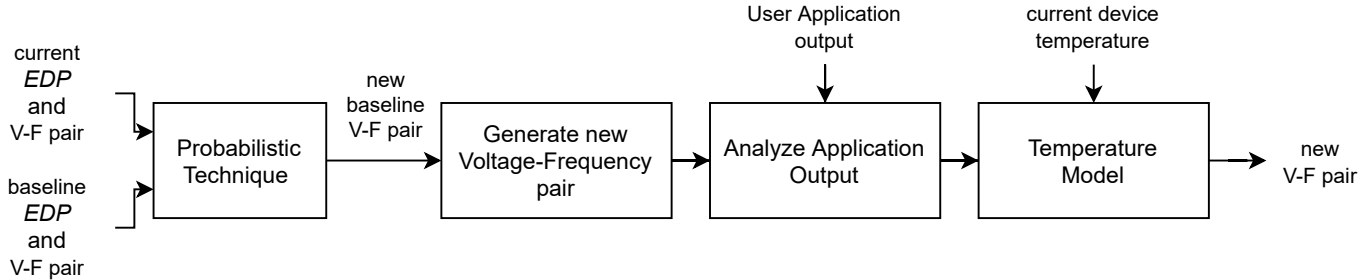 current
EDP
and
V-F pair
baseline
EDP
and
V-F pair
Probabilistic
Technique
new
baseline
V-F pair
Generate new
Voltage-Frequency
pair
User Application
output
Analyze Application
Output
current device
temperature
Temperature
Model
new
V-F pair